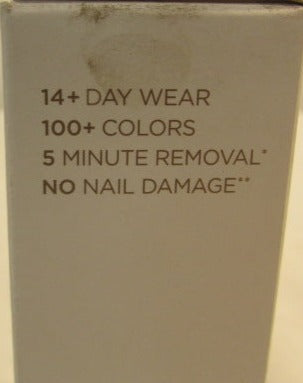 14+ DAY WEAR
100+ COLORS
5 MINUTE REMOVAL*
NO NAIL DAMAGE**